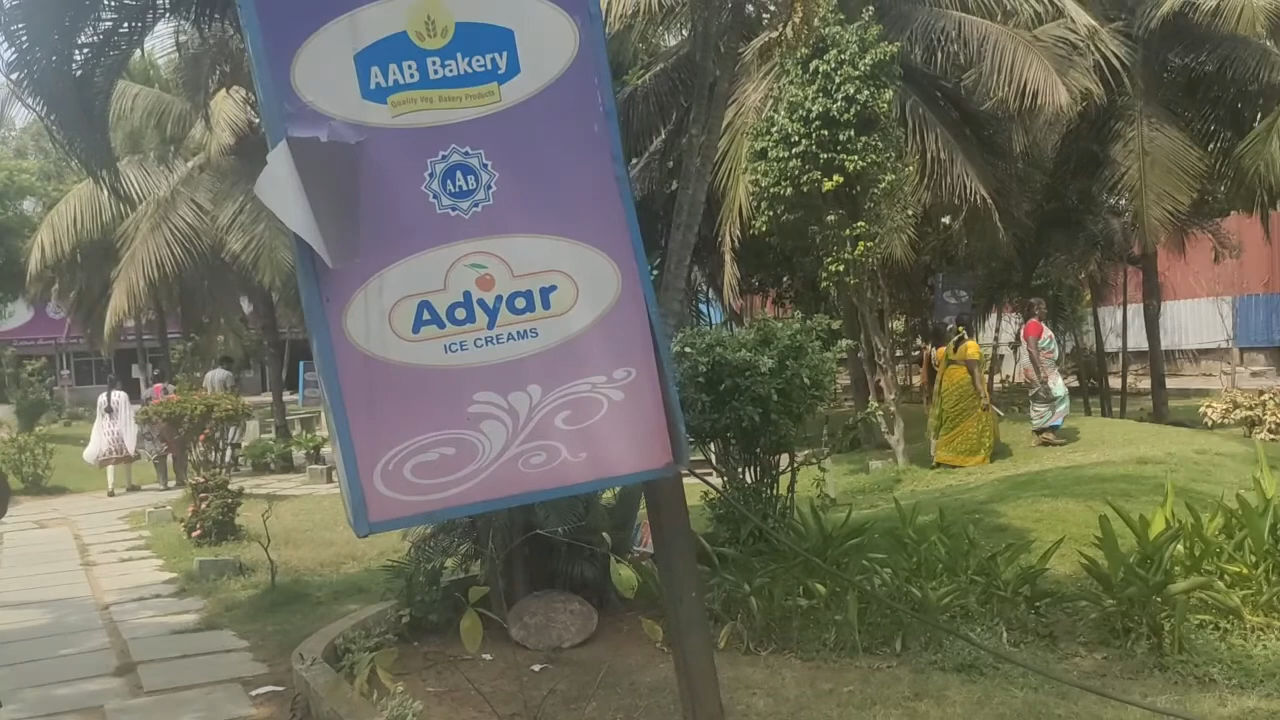 AAB Bakery
Quality Veg. Bakery Products
AAB
Adyar
ICE CREAMS